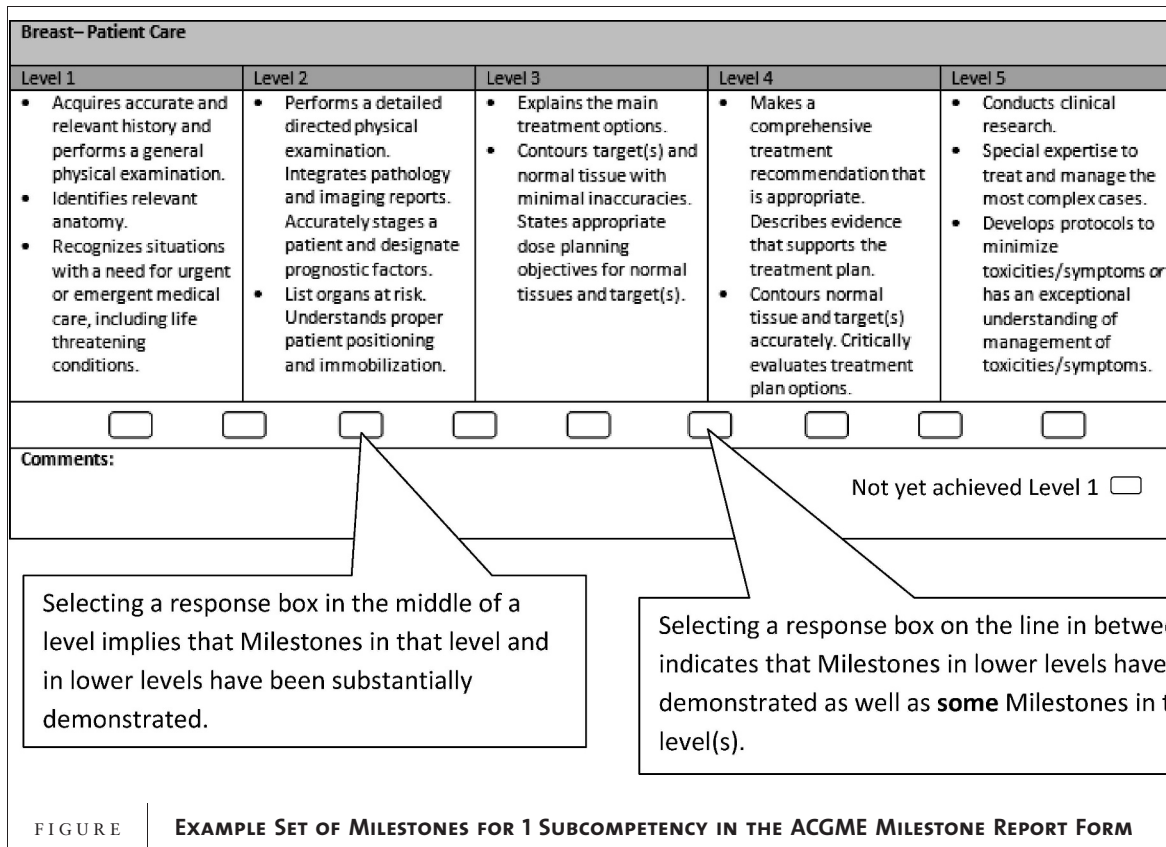 Breast– Patient Care
Level 1
Level 2
Level 3
Level 4
Level 5
• Acquires accurate and
relevant history and
performs a general
physical examination.
• Identifies relevant
anatomy.
• Recognizes situations
with a need for urgent
or emergent medical
care, including life
threatening
conditions.
• Performs a detailed
directed physical
examination.
Integrates pathology
and imaging reports.
Accurately stages a
patient and designate
prognostic factors.
• List organs at risk.
Understands proper
patient positioning
and immobilization.
• Explains the main
treatment options.
• Contours target(s) and
normal tissue with
minimal inaccuracies.
States appropriate
dose planning
objectives for normal
tissues and target(s).
• Makes a
comprehensive
treatment
recommendation that
is appropriate.
Describes evidence
that supports the
treatment plan.
• Contours normal
tissue and target(s)
accurately. Critically
evaluates treatment
plan options.
• Conducts clinical
research.
• Special expertise to
treat and manage the
most complex cases.
• Develops protocols to
minimize
toxicities/symptoms or
has an exceptional
understanding of
management of
toxicities/symptoms.
Comments:
Not yet achieved Level 1
Selecting a response box in the middle of a
level implies that Milestones in that level and
in lower levels have been substantially
demonstrated.
Selecting a response box on the line in
indicates that Milestones in lower levels have
demonstrated as well as some Milestones in
level(s).
FIGURE
EXAMPLE SET OF MILESTONES FOR 1 SUBCOMPETENCY IN THE ACGME MILESTONE REPORT FORM